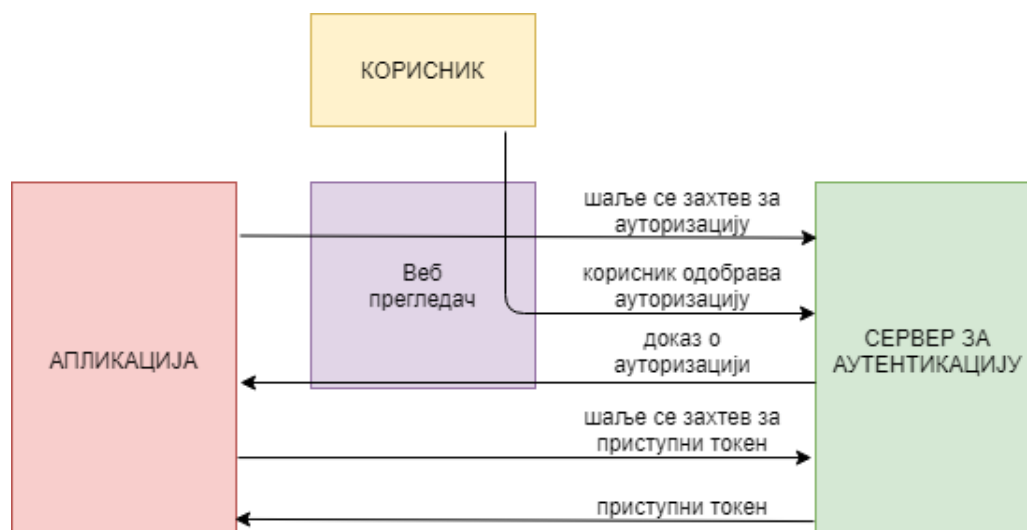 КОРИСНИК
шаље се захтев за
ауторизацију
Веб
прегледач
корисник одобрава
ауторизацију
АПЛИКАЦИЈА
доказ о
ауторизацији
СЕРВЕР ЗА
АУТЕНТИКАЦИЈУ
шаље се захтев за
приступни токен
приступни токен